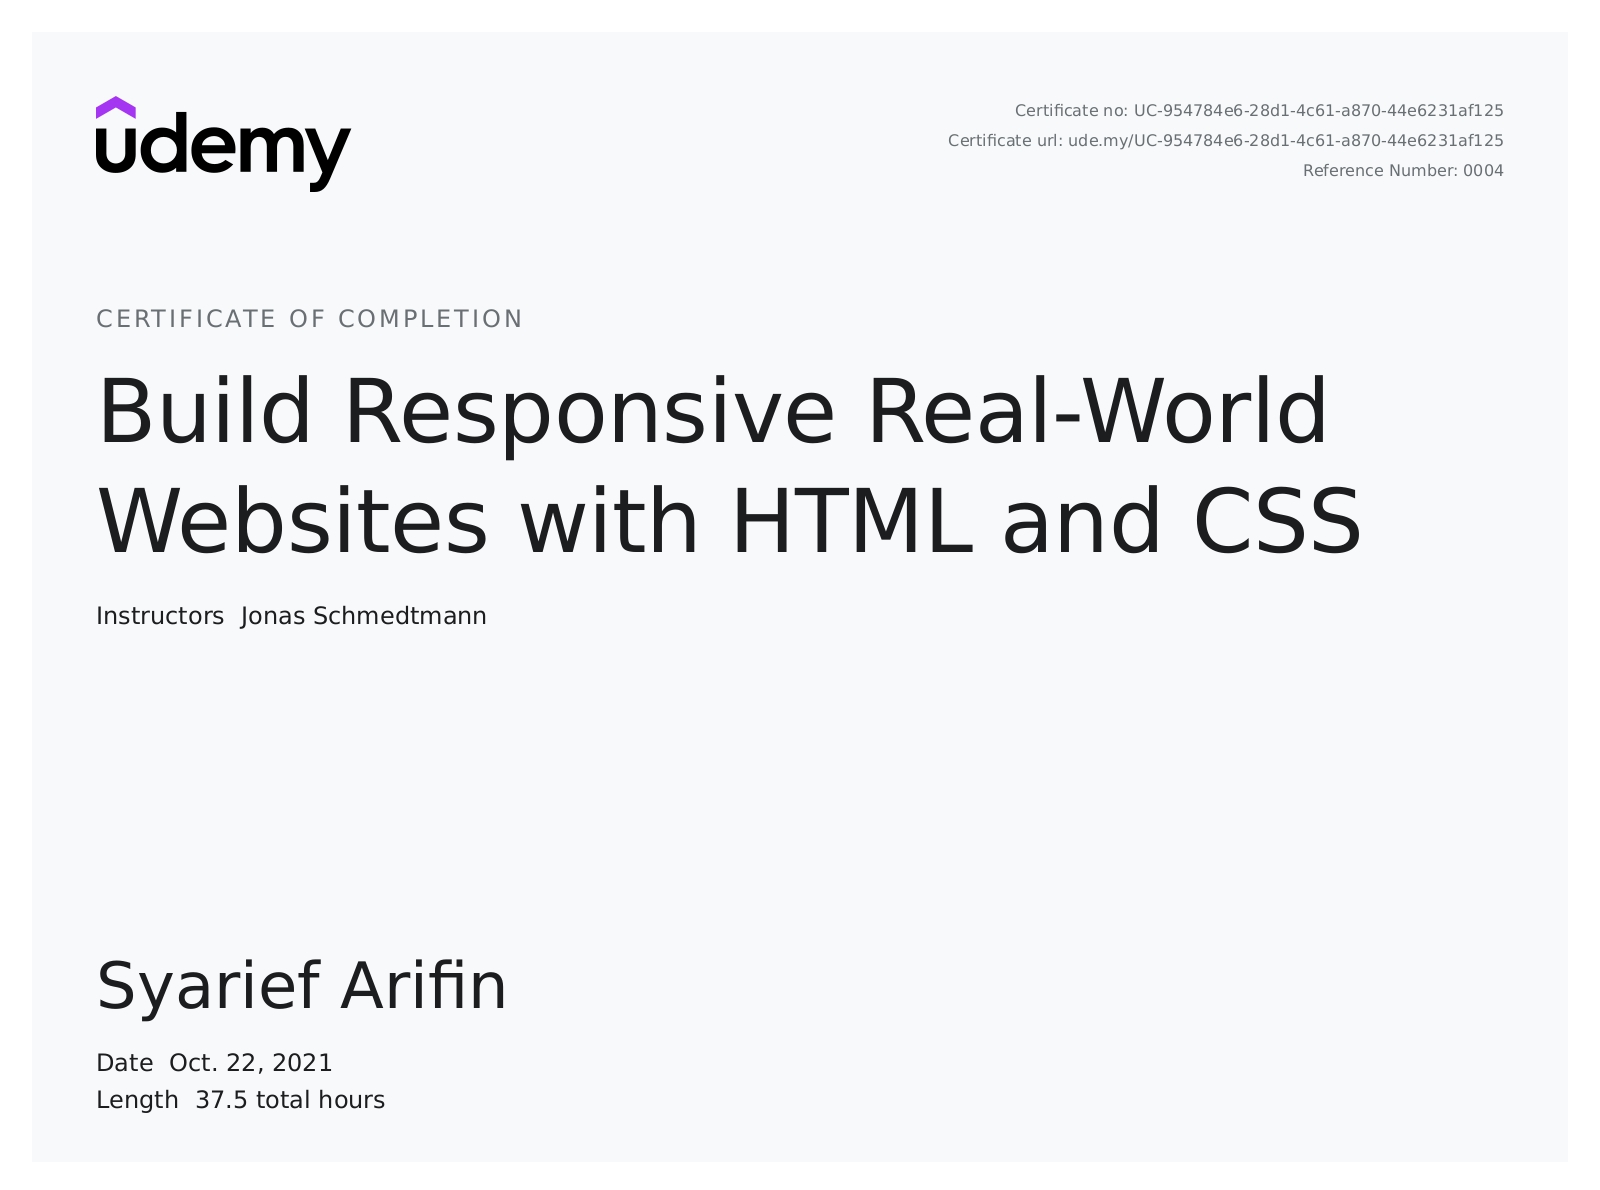 udemy
Certificate no: UC-954784e6-28d1-4c61-a870-44e6231af125
Certificate url: ude.my/UC-954784e6-28d1-4c61-a870-44e6231af125
Reference Number: 0004
CERTIFICATE OF COMPLETION
Build Responsive Real-World
Websites with HTML and CSS
Instructors Jonas Schmedtmann
Syarief Arifin
Date Oct. 22, 2021
Length 37.5 total hours